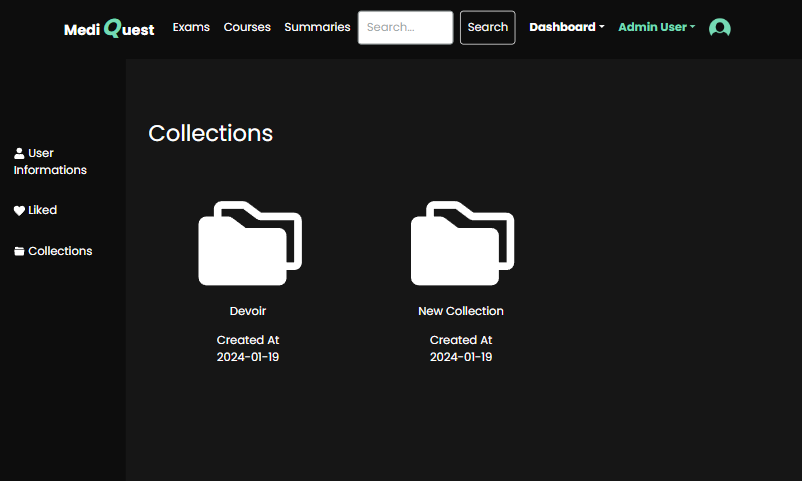 Medi Quest Exams Courses Summaries Search... Search Dashboard Admin User
Collections
User
Informations
Liked
Collections
Devoir
Created At
2024-01-19
New Collection
Created At
2024-01-19